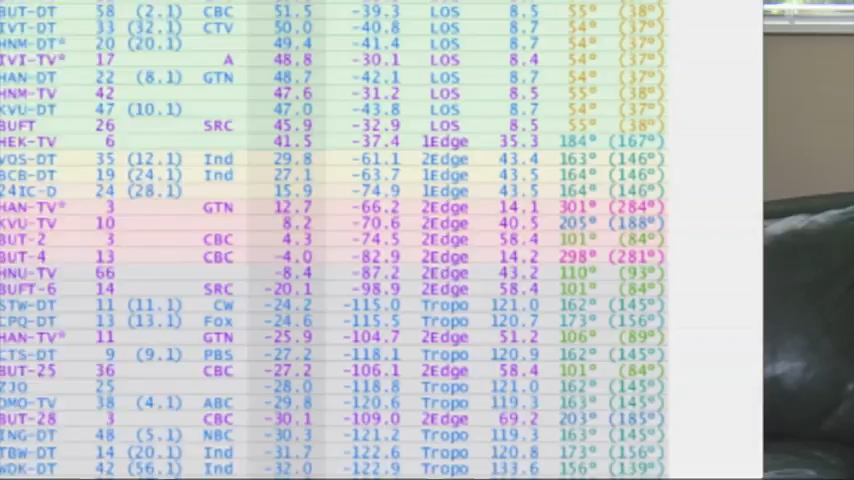 BUT-DT 58 (2.1) CBC 51.5 -39.3 LOS 8.5 55° (38°)
IVT-DT 33 (32.1) CTV 50.0 -40.8 LOS 8.7 54° (37°)
HNM-DT* 20 (20.1) 49.4 -41.4 LOS 8.7 54° (37°)
IVI-TV* 17 A 48.8 -30.1 LOS 8.4 54° (37°)
HAN-DT 22 (8.1) GTN 48.7 -42.1 LOS 8.7 54° (37°)
HNM-TV 42 47.6 -31.2 LOS 8.5 55° (38°)
KVU-DT 47 (10.1) 47.0 -43.8 LOS 8.7 54° (37°)
BUFT 26 SRC 45.9 -32.9 LOS 8.5 55° (38°)
HEK-TV 6 41.5 -37.4 1Edge 35.3 184° (167°)
VOS-DT 35 (12.1) Ind 29.8 -61.1 2Edge 43.4 163° (146°)
BCB-DT 19 (24.1) Ind 27.1 -63.7 1Edge 43.5 164° (146°)
24IC-D 24 (28.1) 15.9 -74.9 1Edge 43.5 164° (146°)
HAN-TV* 3 GTN 12.7 -66.2 2Edge 14.1 301° (284°)
KVU-TV 10 8.2 -70.6 2Edge 40.5 205° (188°)
BUT-2 3 CBC 4.3 -74.5 2Edge 58.4 101° (84°)
BUT-4 13 CBC -4.0 -82.9 2Edge 14.2 298° (281°)
HNU-TV 66 -8.4 -87.2 2Edge 43.2 110° (93°)
BUFT-6 14 SRC -20.1 -98.9 2Edge 58.4 101° (84°)
STW-DT 11 (11.1) CW -24.2 -115.0 Tropo 121.0 162° (145°)
CPQ-DT 13 (13.1) Fox -24.6 -115.5 Tropo 120.7 173° (156°)
HAN-TV* 11 GTN -25.9 -104.7 2Edge 51.2 106° (89°)
CTS-DT 9 (9.1) PBS -27.2 -118.1 Tropo 120.9 162° (145°)
BUT-25 36 CBC -27.2 -106.1 2Edge 58.4 101° (84°)
ZJO 25 -28.0 -118.8 Tropo 121.0 162° (145°)
OMO-TV 38 (4.1) ABC -29.8 -120.6 Tropo 119.3 163° (145°)
BUT-28 3 CBC -30.1 -109.0 2Edge 69.2 203° (185°)
ING-DT 48 (5.1) NBC -30.3 -121.2 Tropo 119.3 163° (145°)
TBW-DT 14 (20.1) Ind -31.7 -122.6 Tropo 120.8 173° (156°)
WDK-DT 42 (56.1) Ind -32.0 -122.9 Tropo 133.6 156° (139°)